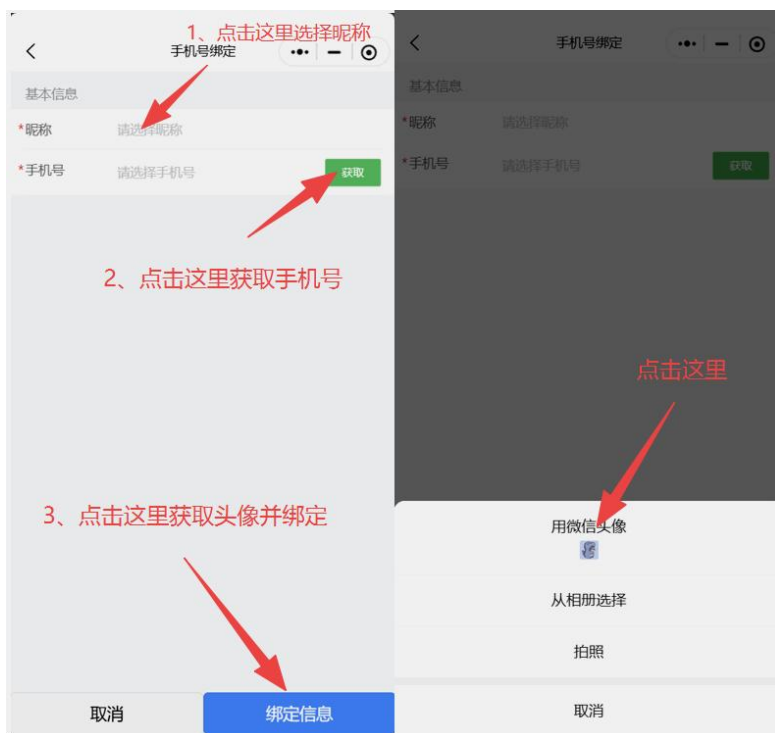 1、点击这里选择昵称
手机号绑定
基本信息
*昵称 请选择昵称
*手机号 请选择手机号 获取
2、点击这里获取手机号
3、点击这里获取头像并绑定
取消 绑定信息
手机号绑定
基本信息
*昵称 请选择昵称
*手机号 请选择手机号 获取
点击这里
用微信头像
从相册选择
拍照
取消